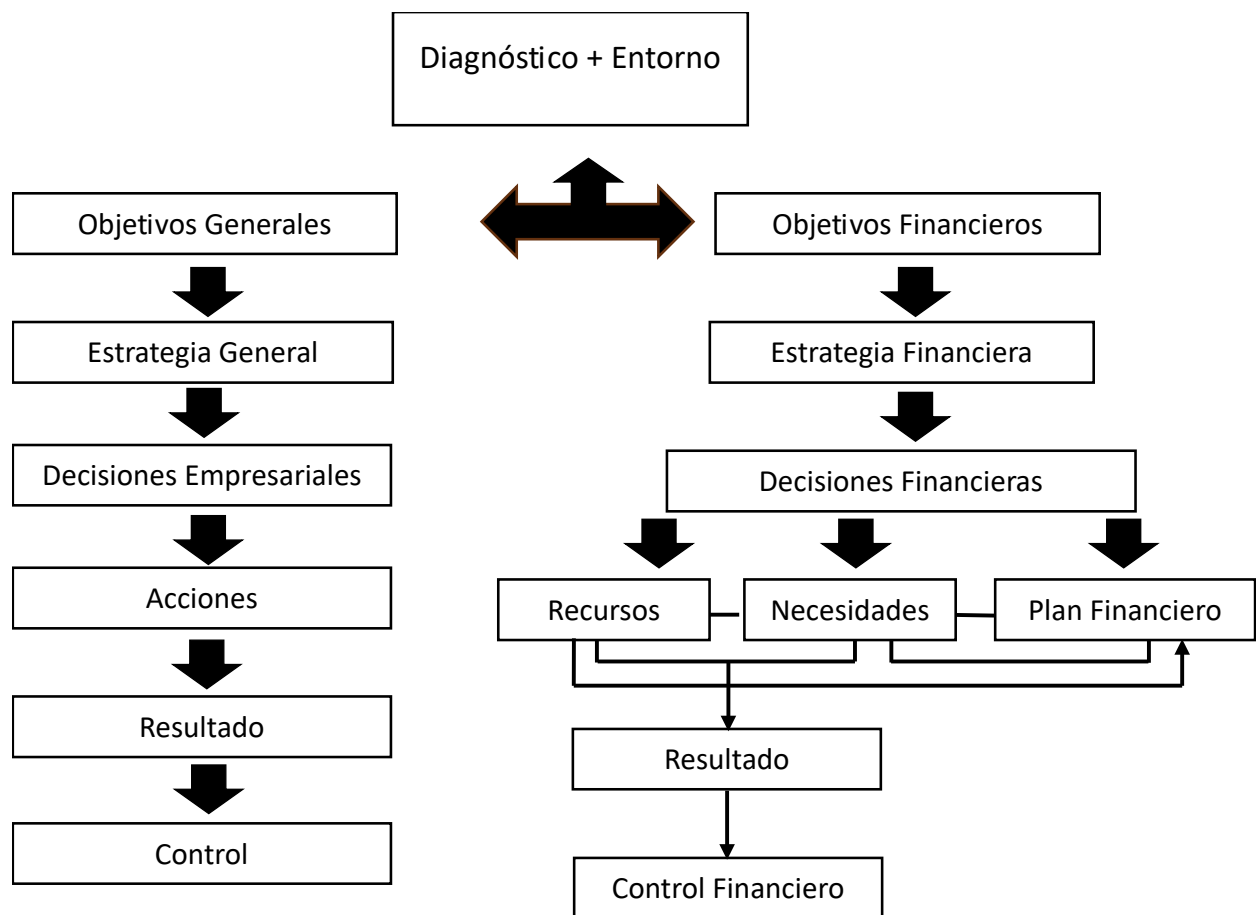 Diagnóstico + Entorno
Objetivos Generales
Objetivos Financieros
Estrategia General
Estrategia Financiera
Decisiones Empresariales
Decisiones Financieras
Acciones
Recursos
Necesidades
Plan Financiero
Resultado
Resultado
Control
Control Financiero